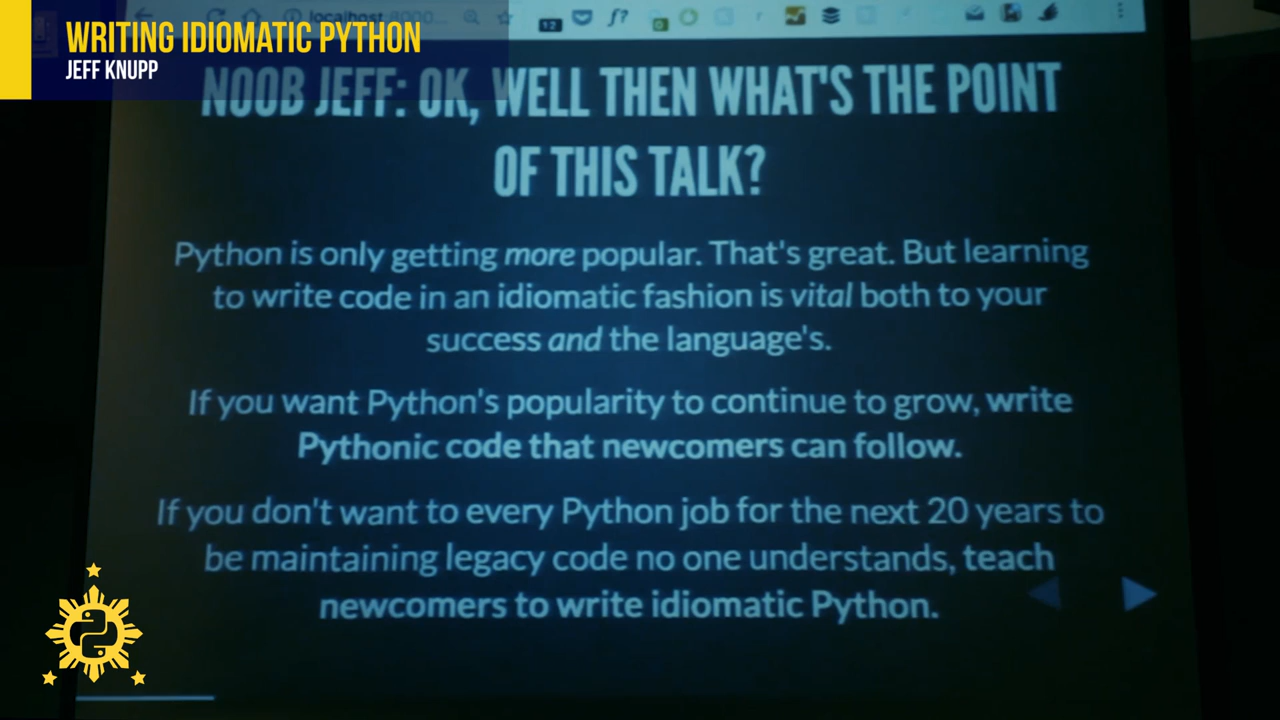 WRITING IDIOMATIC PYTHON
JEFF KNUPP
localhost:8000...
12
f?
0
NOOB JEFF: OK, WELL THEN WHAT'S THE POINT
OF THIS TALK?
Python is only getting more popular. That's great. But learning
to write code in an idiomatic fashion is vital both to your
success and the language's.
If you want Python's popularity to continue to grow, write
Pythonic code that newcomers can follow.
If you don't want to every Python job for the next 20 years to
be maintaining legacy code no one understands, teach
newcomers to write idiomatic Python.